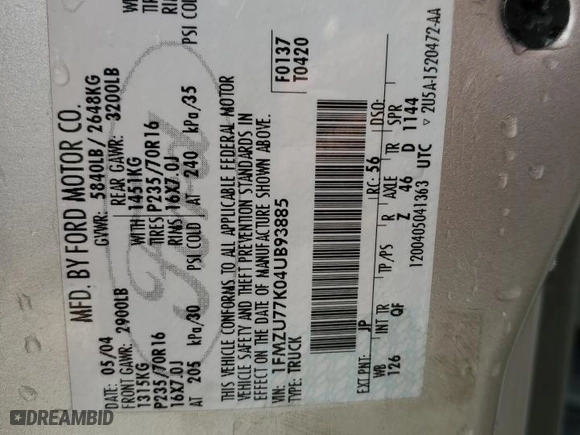 MFD. BY FORD MOTOR CO.
DATE: 05/04
GVWR: 5840LB/ 2648KG
FRONT GAWR: 2900LB
REAR GAWR: 3200LB
1315KG
WITH
1451KG
WITH
P235/70R16
TIRES
P235/70R16
TIRES
16X7.0J
RIMS
16X7.0J
RIMS
AT 205 kPa/30 PSI COLD
AT 240 kPa/35 PSI COLD
Ford
THIS VEHICLE CONFORMS TO ALL APPLICABLE FEDERAL MOTOR
VEHICLE SAFETY AND THEFT PREVENTION STANDARDS IN
EFFECT ON THE DATE OF MANUFACTURE SHOWN ABOVE.
VIN: 1FMZU77K04UB93885
TYPE: TRUCK
F0137
T0420
EXT PNT: JP
RC: 56
DSO:
WB
INT TR
TP/PS
R
AXLE
TR
SPR
126
QF
Z
46
D
1144
UTC
1200405041363
▽ 2U5A-1520472-AA
DREAMBID